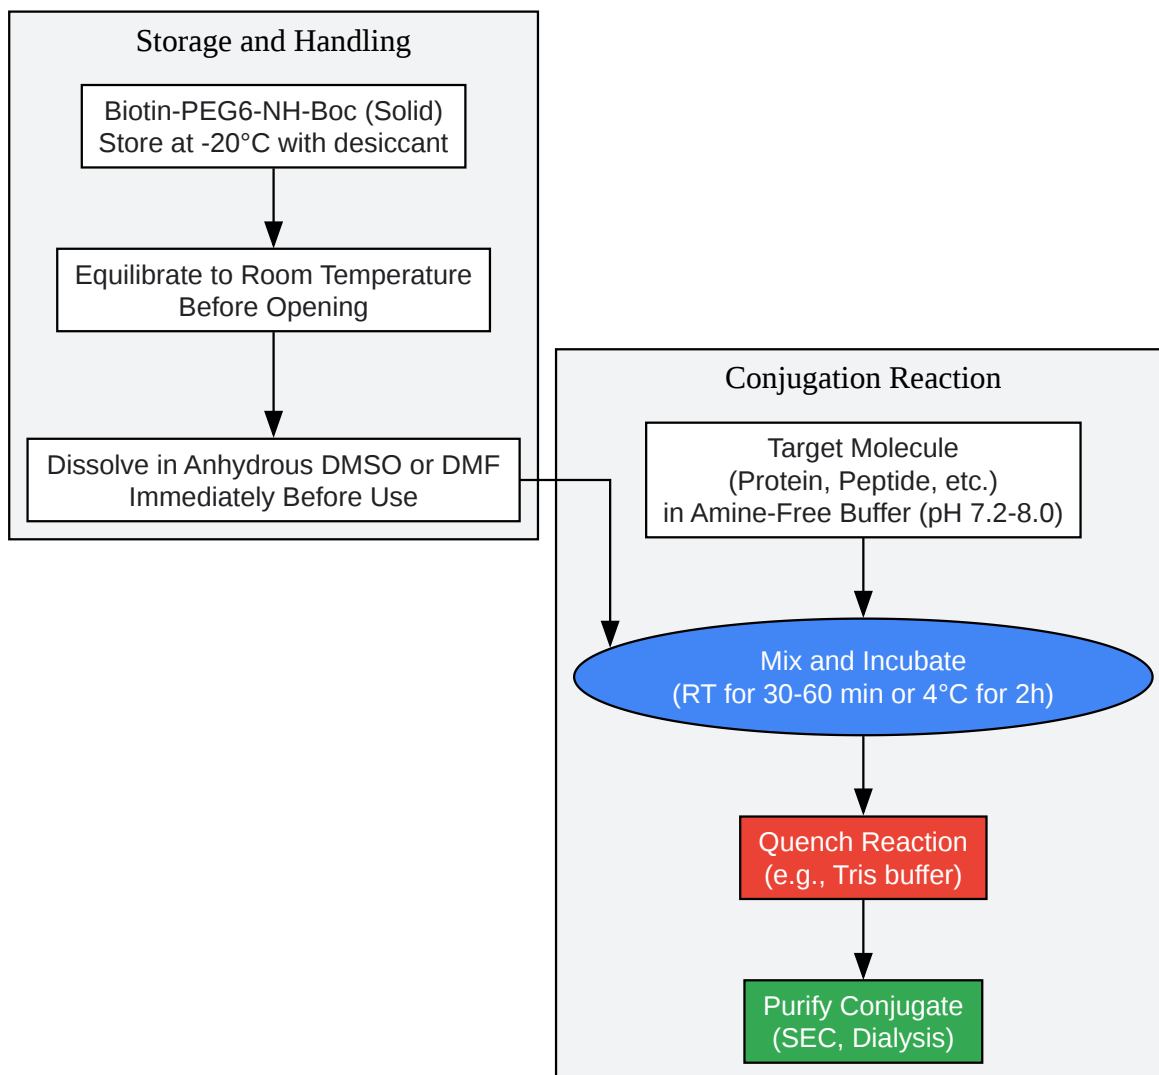 Storage and Handling
Biotin-PEG6-NH-Boc (Solid)
Store at -20°C with desiccant
Equilibrate to Room Temperature
Before Opening
Dissolve in Anhydrous DMSO or DMF
Immediately Before Use
Conjugation Reaction
Target Molecule
(Protein, Peptide, etc.)
in Amine-Free Buffer (pH 7.2-8.0)
Mix and Incubate
(RT for 30-60 min or 4°C for 2h)
Quench Reaction
(e.g., Tris buffer)
Purify Conjugate
(SEC, Dialysis)